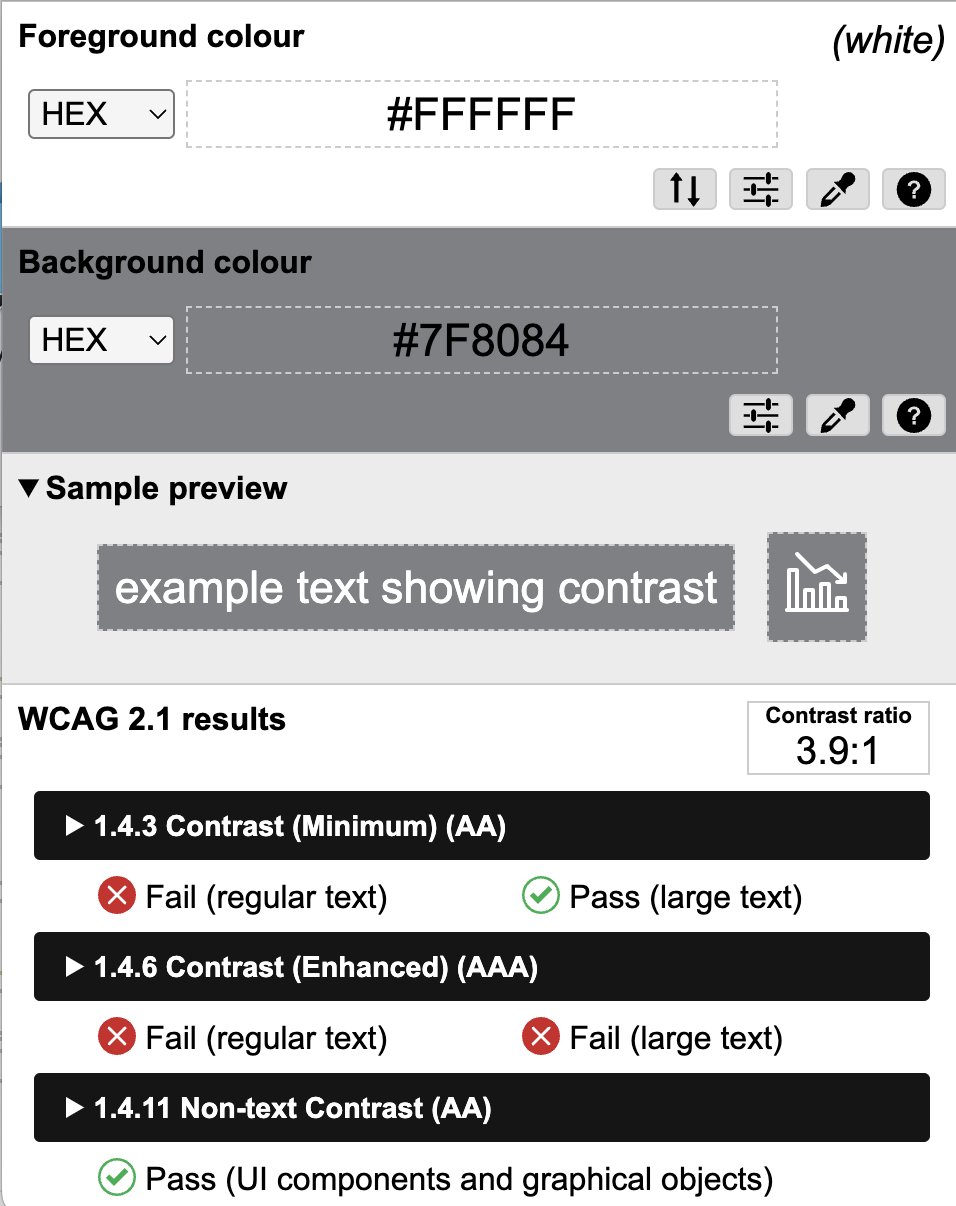 Foreground colour
(white)
HEX
#FFFFFF
?
Background colour
HEX
#7F8084
?
▼ Sample preview
example text showing contrast
WCAG 2.1 results
Contrast ratio
3.9:1
▶ 1.4.3 Contrast (Minimum) (AA)
Fail (regular text) Pass (large text)
▶ 1.4.6 Contrast (Enhanced) (AAA)
Fail (regular text) Fail (large text)
▶ 1.4.11 Non-text Contrast (AA)
Pass (UI components and graphical objects)